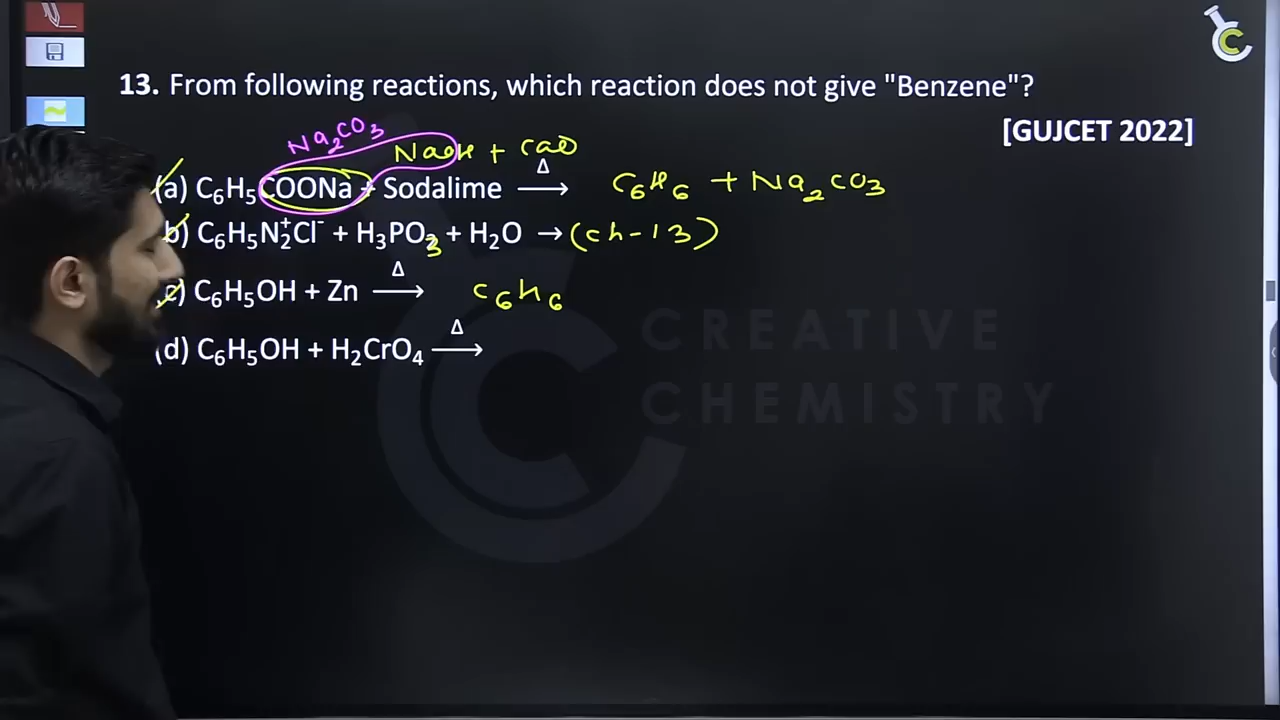 13. From following reactions, which reaction does not give "Benzene"?
[GUJCET 2022]
Na₂CO₃
NaOH + CaO
(a) C₆H₅COONa + Sodalime →Δ C₆H₆ + Na₂CO₃
b) C₆H₅N₂⁺Cl⁻ + H₃PO₃ + H₂O → (ch-13)
c) C₆H₅OH + Zn →Δ C₆H₆
(d) C₆H₅OH + H₂CrO₄ →Δ
CREATIVE
CHEMISTRY